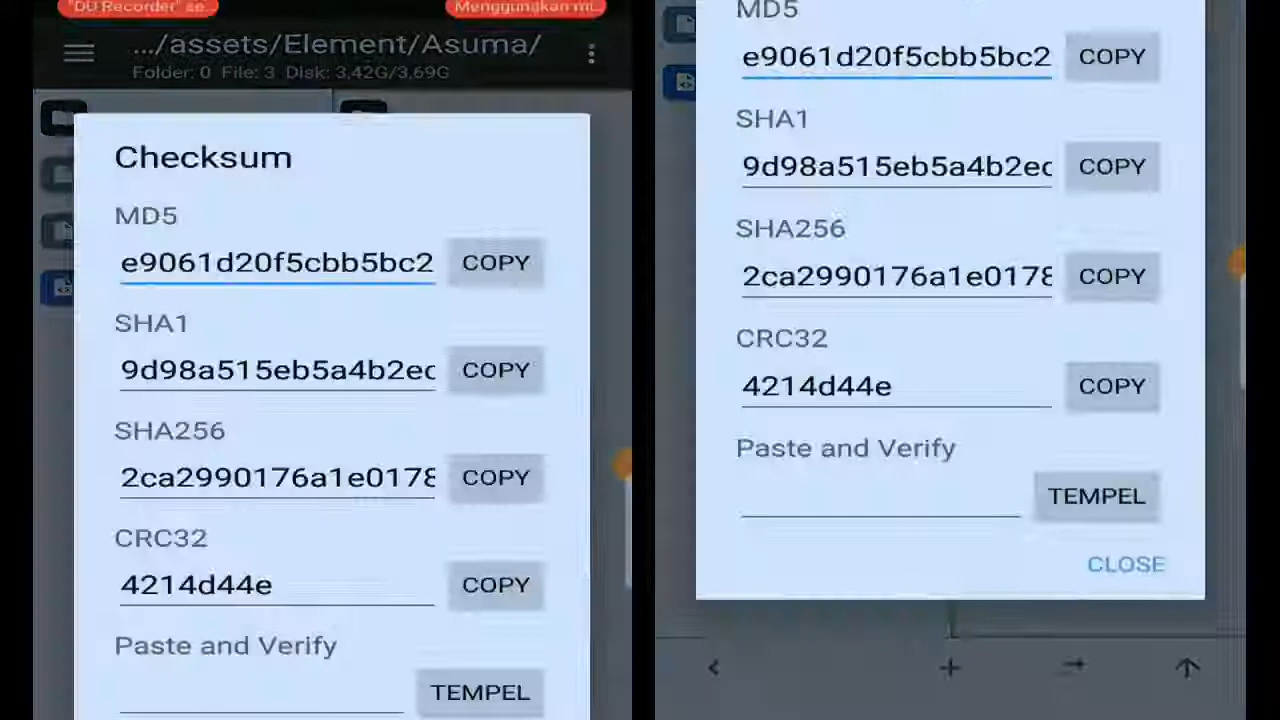 "DU Recorder" se...
Menggunakan mi...
.../assets/Element/Asuma/
Folder: 0 File: 3 Disk: 3,42G/3,69G
Checksum
MD5
e9061d20f5cbb5bc2
COPY
SHA1
9d98a515eb5a4b2ec
COPY
SHA256
2ca2990176a1e0178
COPY
CRC32
4214d44e
COPY
Paste and Verify
TEMPEL
MD5
e9061d20f5cbb5bc2
COPY
SHA1
9d98a515eb5a4b2ec
COPY
SHA256
2ca2990176a1e0178
COPY
CRC32
4214d44e
COPY
Paste and Verify
TEMPEL
CLOSE